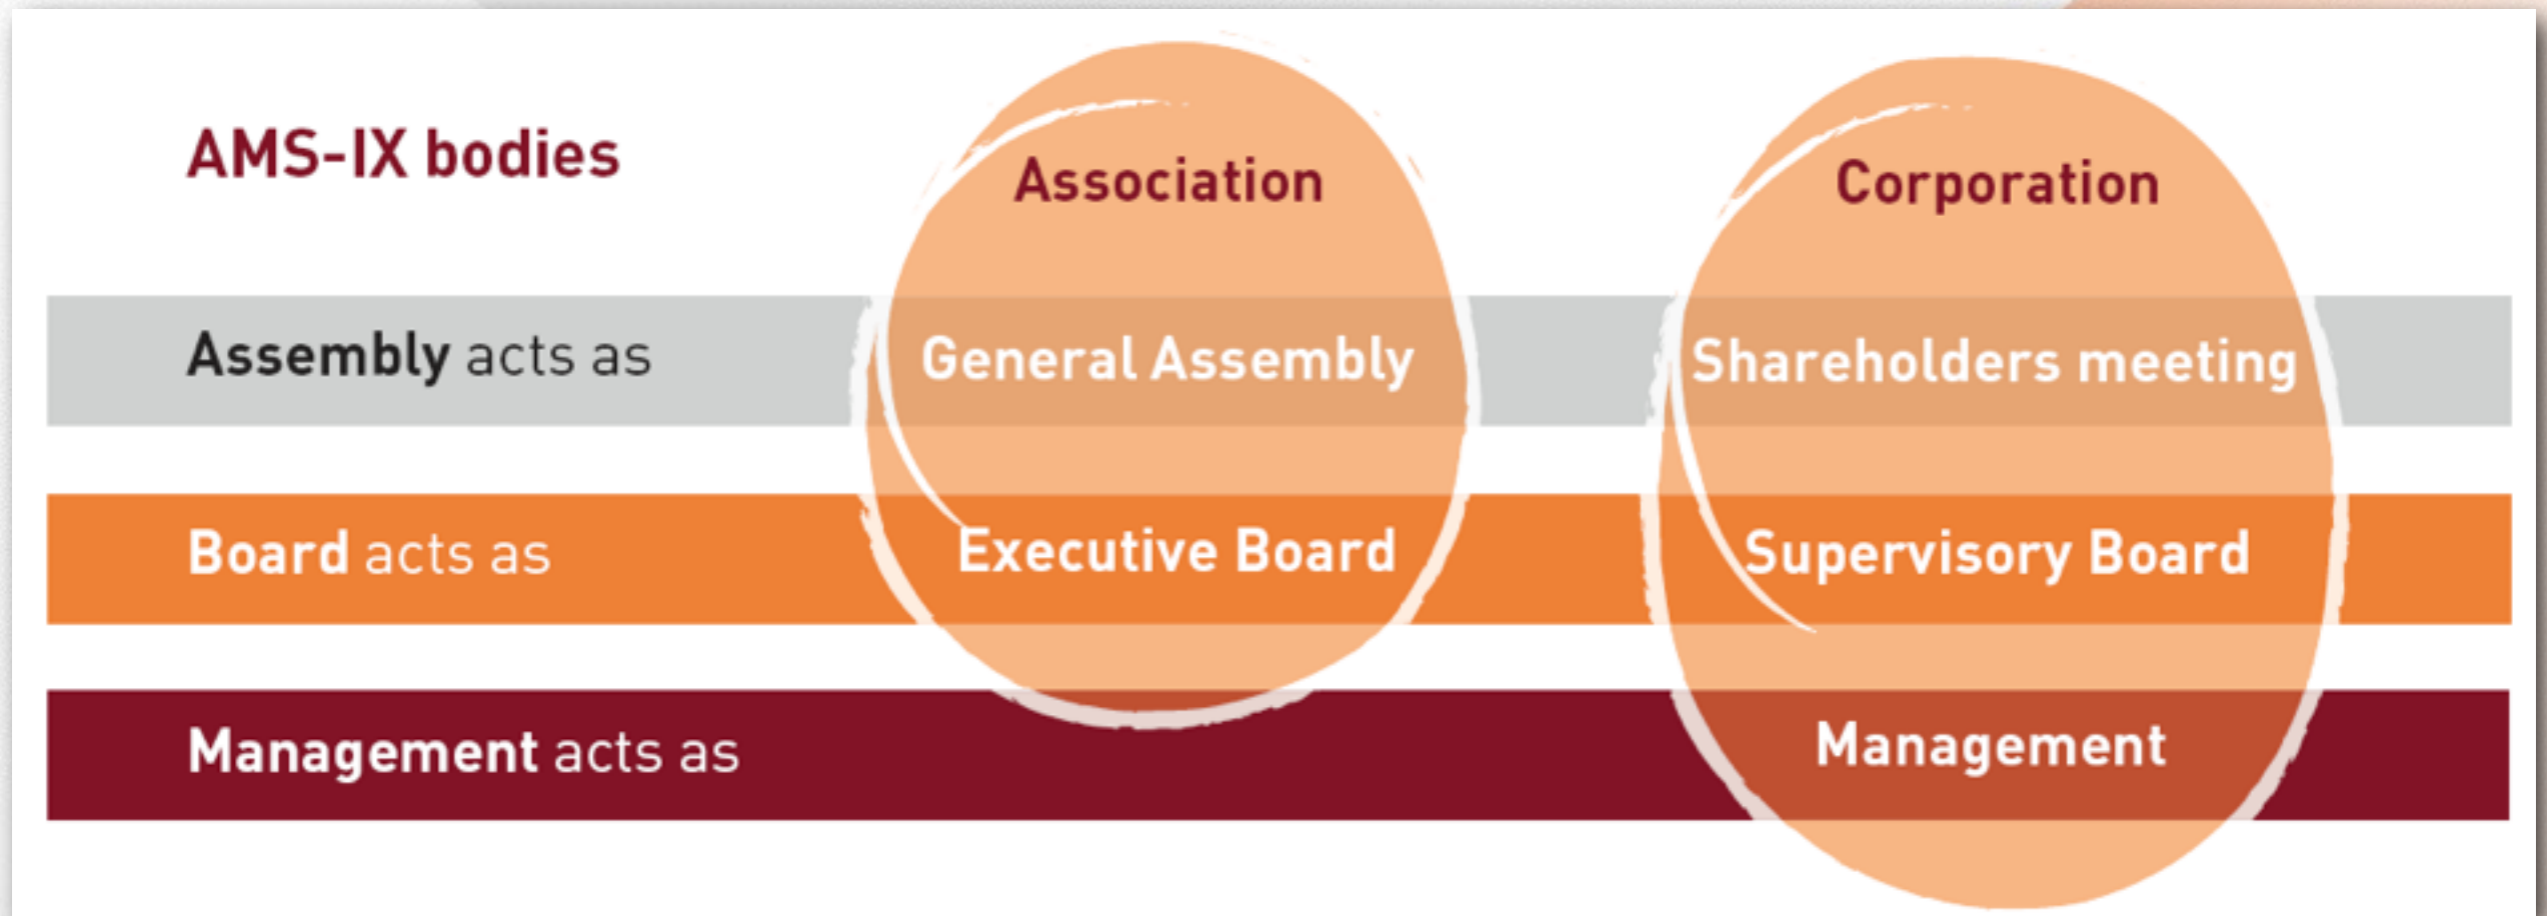 AMS-IX bodies
Association
Corporation
Assembly acts as
General Assembly
Shareholders meeting
Board acts as
Executive Board
Supervisory Board
Management acts as
Management